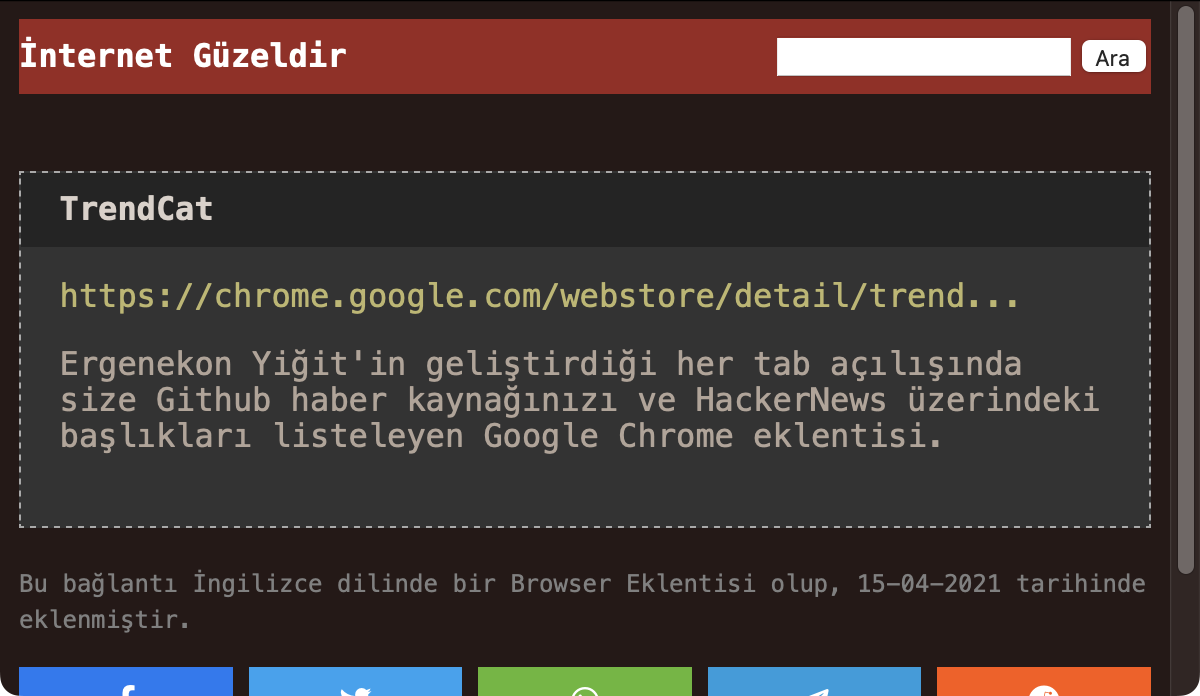 İnternet Güzeldir
Ara
TrendCat
https://chrome.google.com/webstore/detail/trend...
Ergenekon Yiğit'in geliştirdiği her tab açılışında
size Github haber kaynağınızı ve HackerNews üzerindeki
başlıkları listeleyen Google Chrome eklentisi.
Bu bağlantı İngilizce dilinde bir Browser Eklentisi olup, 15-04-2021 tarihinde
eklenmiştir.